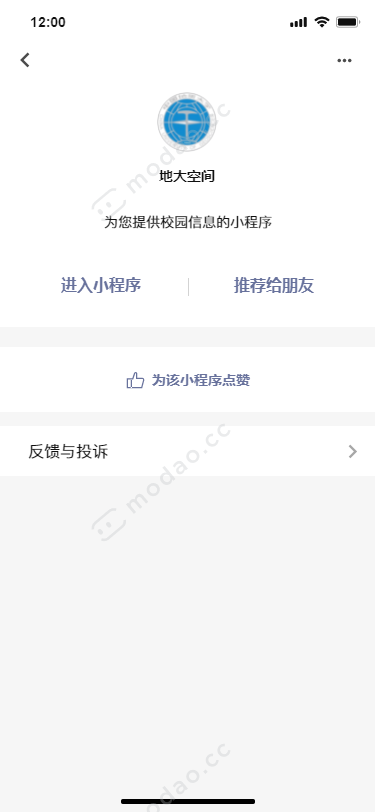 12:00
地大空间
为您提供校园信息的小程序
进入小程序
推荐给朋友
为该小程序点赞
反馈与投诉
modao.cc
modao.cc
modao.cc